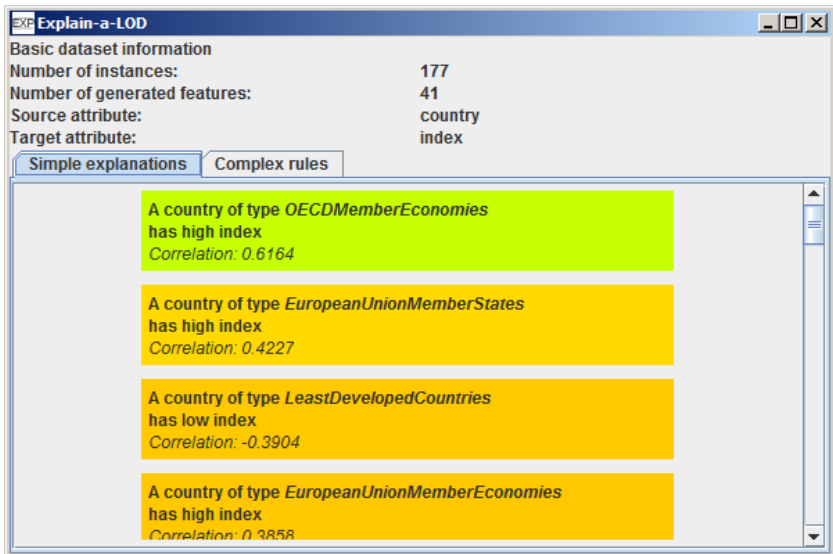 EXP Explain-a-LOD
Basic dataset information
Number of instances: 177
Number of generated features: 41
Source attribute: country
Target attribute: index
Simple explanations Complex rules
A country of type OECDMemberEconomies
has high index
Correlation: 0.6164
A country of type EuropeanUnionMemberStates
has high index
Correlation: 0.4227
A country of type LeastDevelopedCountries
has low index
Correlation: -0.3904
A country of type EuropeanUnionMemberEconomies
has high index
Correlation: 0.3858